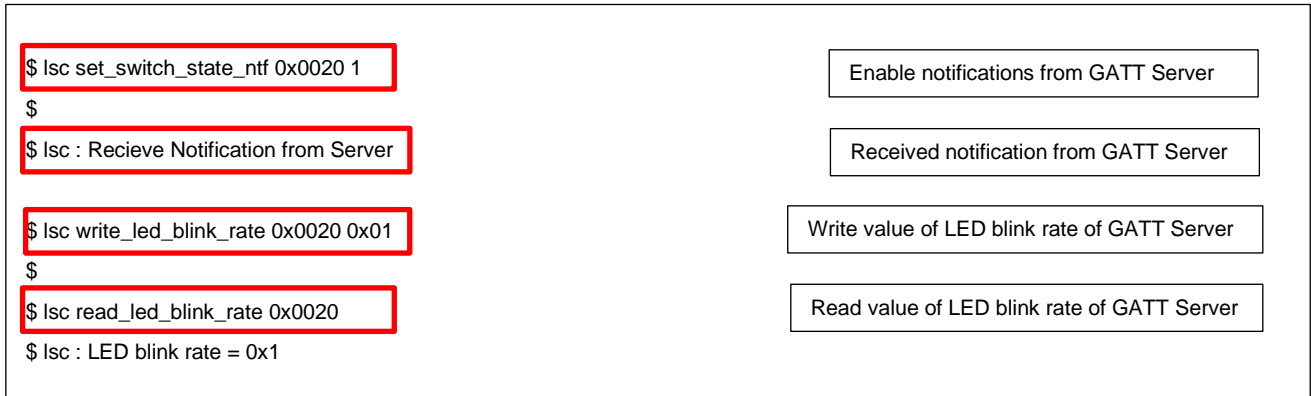 $ lsc set_switch_state_ntf 0x0020 1
Enable notifications from GATT Server
$
$ lsc : Recieve Notification from Server
Received notification from GATT Server
$ lsc write_led_blink_rate 0x0020 0x01
Write value of LED blink rate of GATT Server
$
$ lsc read_led_blink_rate 0x0020
Read value of LED blink rate of GATT Server
$ lsc : LED blink rate = 0x1